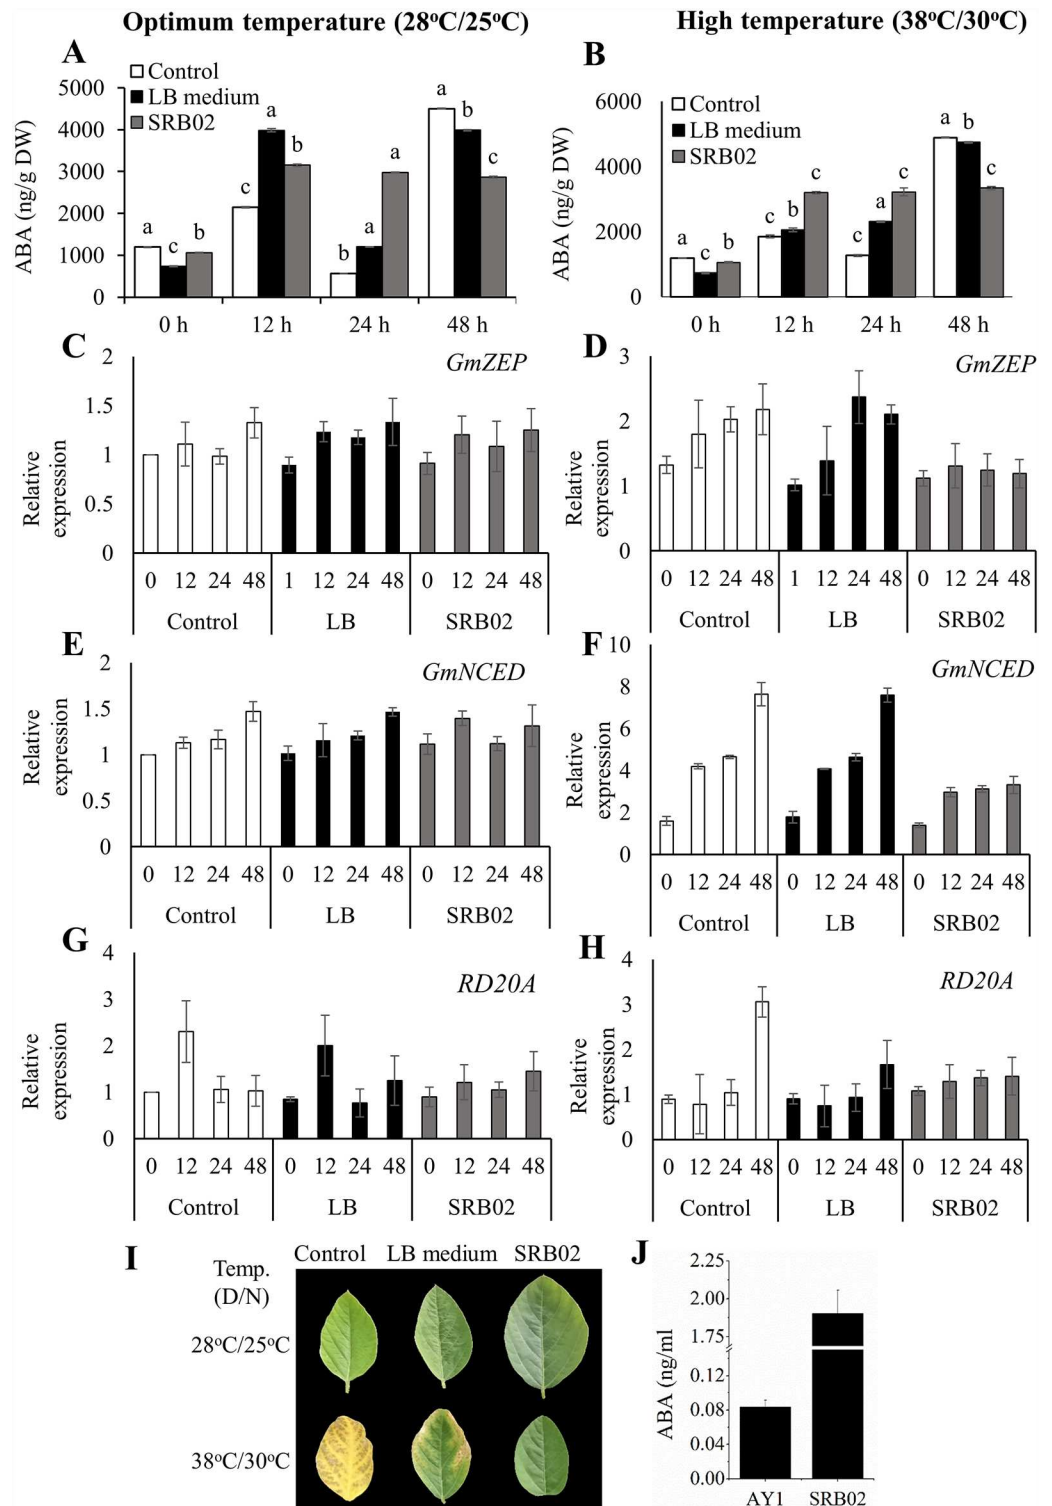 Optimum temperature (28°C/25°C)
High temperature (38°C/30°C)
A
Control
LB medium
SRB02
5000
4000
3000
2000
1000
0
ABA (ng/g DW)
a c b
c a b
b a a
a b c
0 h 12 h 24 h 48 h
B
Control
LB medium
SRB02
6000
4000
2000
0
ABA (ng/g DW)
a c b
c b c
c a c
a b c
0 h 12 h 24 h 48 h
C
GmZEP
2
1.5
1
0.5
0
Relative
expression
0 12 24 48 1 12 24 48 0 12 24 48
Control LB SRB02
D
GmZEP
3
2
1
0
Relative
expression
0 12 24 48 1 12 24 48 0 12 24 48
Control LB SRB02
E
GmNCED
2
1.5
1
0.5
0
Relative
expression
0 12 24 48 0 12 24 48 0 12 24 48
Control LB SRB02
F
GmNCED
10
8
6
4
2
0
Relative
expression
0 12 24 48 0 12 24 48 0 12 24 48
Control LB SRB02
G
RD20A
4
3
2
1
0
Relative
expression
0 12 24 48 0 12 24 48 0 12 24 48
Control LB SRB02
H
RD20A
4
3
2
1
0
Relative
expression
0 12 24 48 0 12 24 48 0 12 24 48
Control LB SRB02
I
Control LB medium SRB02
Temp.
(D/N)
28°C/25°C
38°C/30°C
J
2.25
2.00
1.75
0.12
0.08
0.04
0.00
ABA (ng/ml)
AY1 SRB02